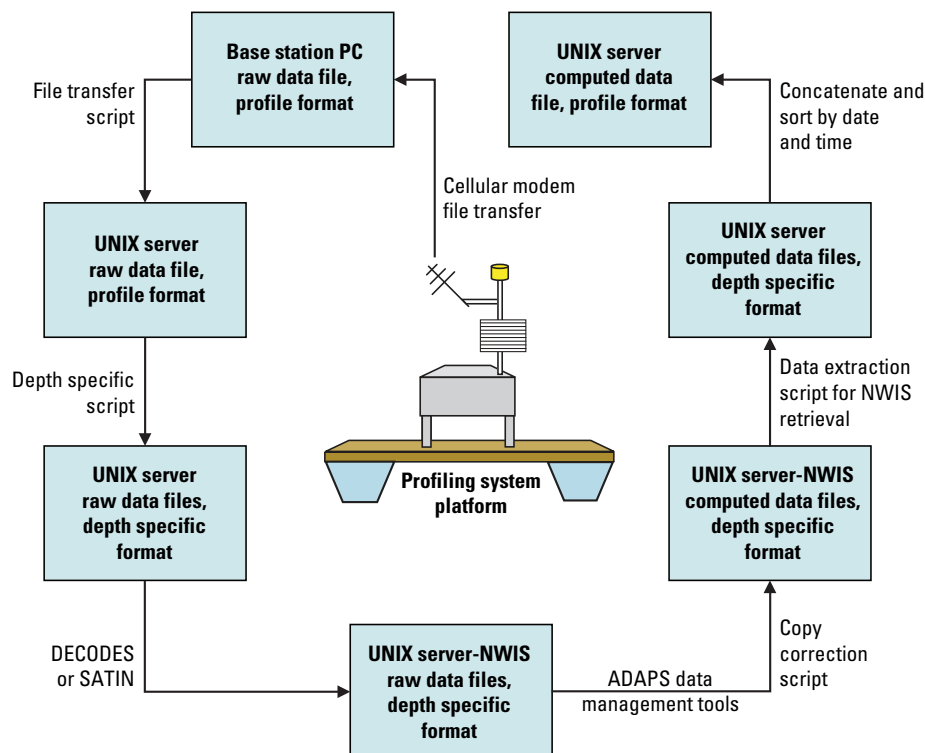 Base station PC
raw data file,
profile format
UNIX server
computed data
file, profile format
File transfer
script
Concatenate and
sort by date
and time
Cellular modem
file transfer
UNIX server
raw data file,
profile format
UNIX server
computed data files,
depth specific
format
Depth specific
script
Data extraction
script for NWIS
retrieval
UNIX server
raw data files,
depth specific
format
Profiling system
platform
UNIX server-NWIS
computed data files,
depth specific
format
DECODES
or SATIN
UNIX server-NWIS
raw data files,
depth specific
format
ADAPS data
management tools
Copy
correction
script